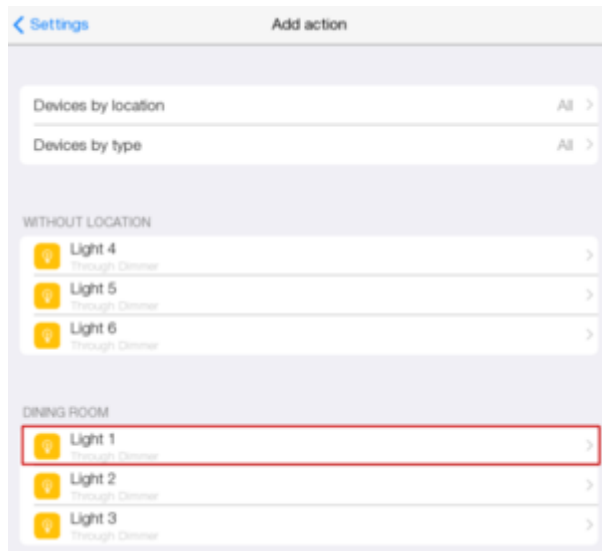 Settings
Add action
Devices by location All
Devices by type All
WITHOUT LOCATION
Light 4
Through Dimmer
Light 5
Through Dimmer
Light 6
Through Dimmer
DINING ROOM
Light 1
Through Dimmer
Light 2
Through Dimmer
Light 3
Through Dimmer